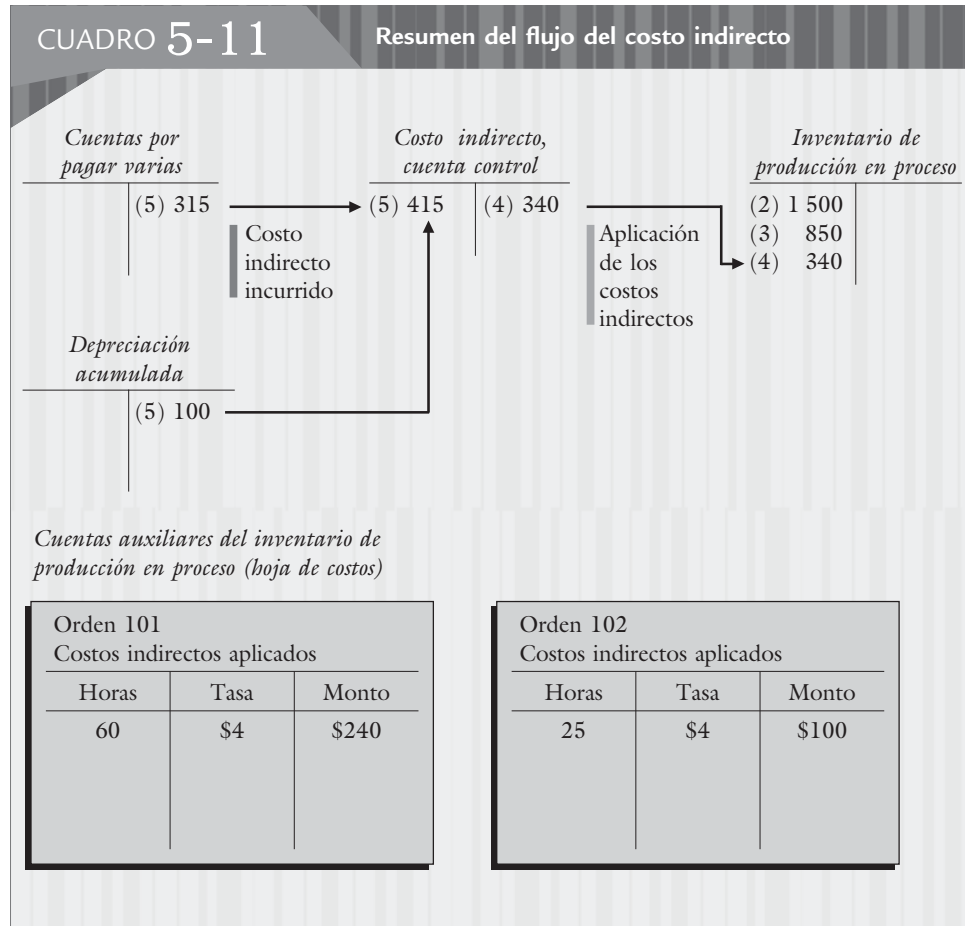 CUADRO 5-11
Resumen del flujo del costo indirecto
Cuentas por
pagar varias
(5) 315
Costo indirecto,
cuenta control
(5) 415 (4) 340
Inventario de
producción en proceso
(2) 1 500
(3) 850
(4) 340
Costo
indirecto
incurrido
Aplicación
de los
costos
indirectos
Depreciación
acumulada
(5) 100
Cuentas auxiliares del inventario de
producción en proceso (hoja de costos)
Orden 101
Costos indirectos aplicados
Horas Tasa Monto
60 $4 $240
Orden 102
Costos indirectos aplicados
Horas Tasa Monto
25 $4 $100